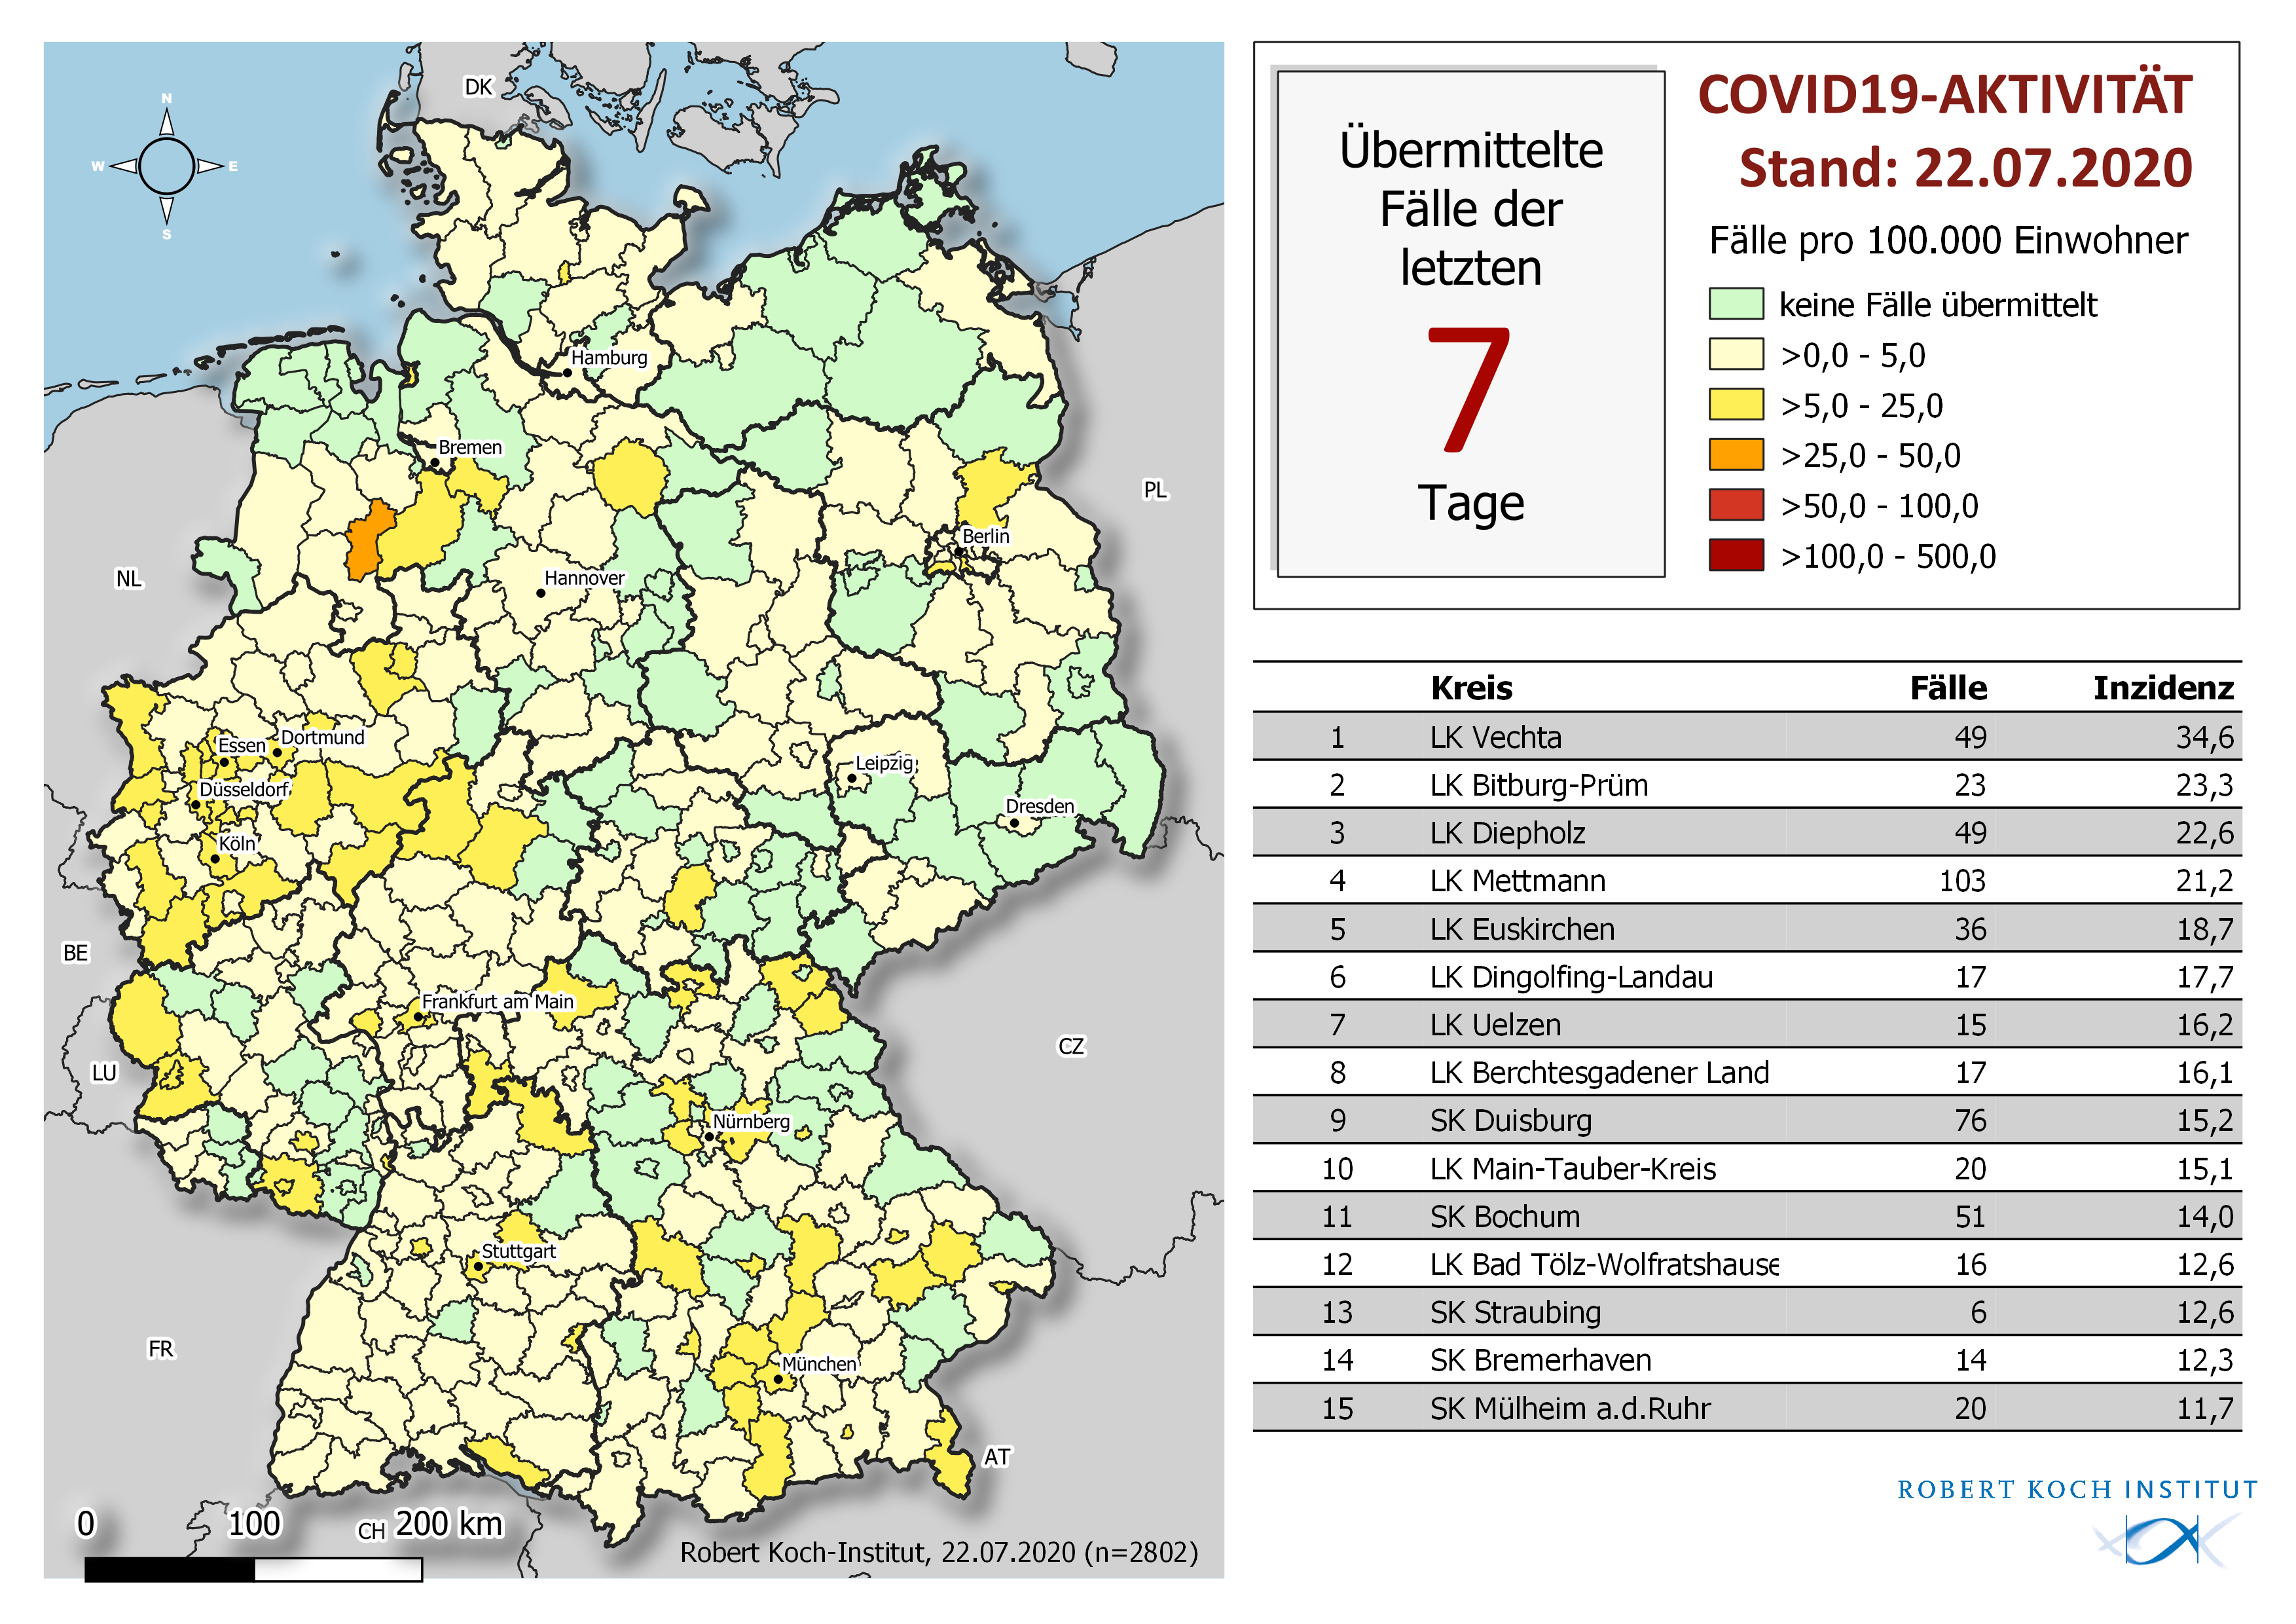 N
W
E
S
DK
PL
NL
BE
LU
FR
CZ
AT
CH
Hamburg
Bremen
Berlin
Hannover
Essen
Dortmund
Düsseldorf
Köln
Leipzig
Dresden
Frankfurt am Main
Nürnberg
Stuttgart
München
0 100 200 km
Robert Koch-Institut, 22.07.2020 (n=2802)
Übermittelte
Fälle der
letzten
7
Tage
COVID19-AKTIVITÄT
Stand: 22.07.2020
Fälle pro 100.000 Einwohner
keine Fälle übermittelt
>0,0 - 5,0
>5,0 - 25,0
>25,0 - 50,0
>50,0 - 100,0
>100,0 - 500,0
Kreis Fälle Inzidenz
1 LK Vechta 49 34,6
2 LK Bitburg-Prüm 23 23,3
3 LK Diepholz 49 22,6
4 LK Mettmann 103 21,2
5 LK Euskirchen 36 18,7
6 LK Dingolfing-Landau 17 17,7
7 LK Uelzen 15 16,2
8 LK Berchtesgadener Land 17 16,1
9 SK Duisburg 76 15,2
10 LK Main-Tauber-Kreis 20 15,1
11 SK Bochum 51 14,0
12 LK Bad Tölz-Wolfratshause 16 12,6
13 SK Straubing 6 12,6
14 SK Bremerhaven 14 12,3
15 SK Mülheim a.d.Ruhr 20 11,7
ROBERT KOCH INSTITUT